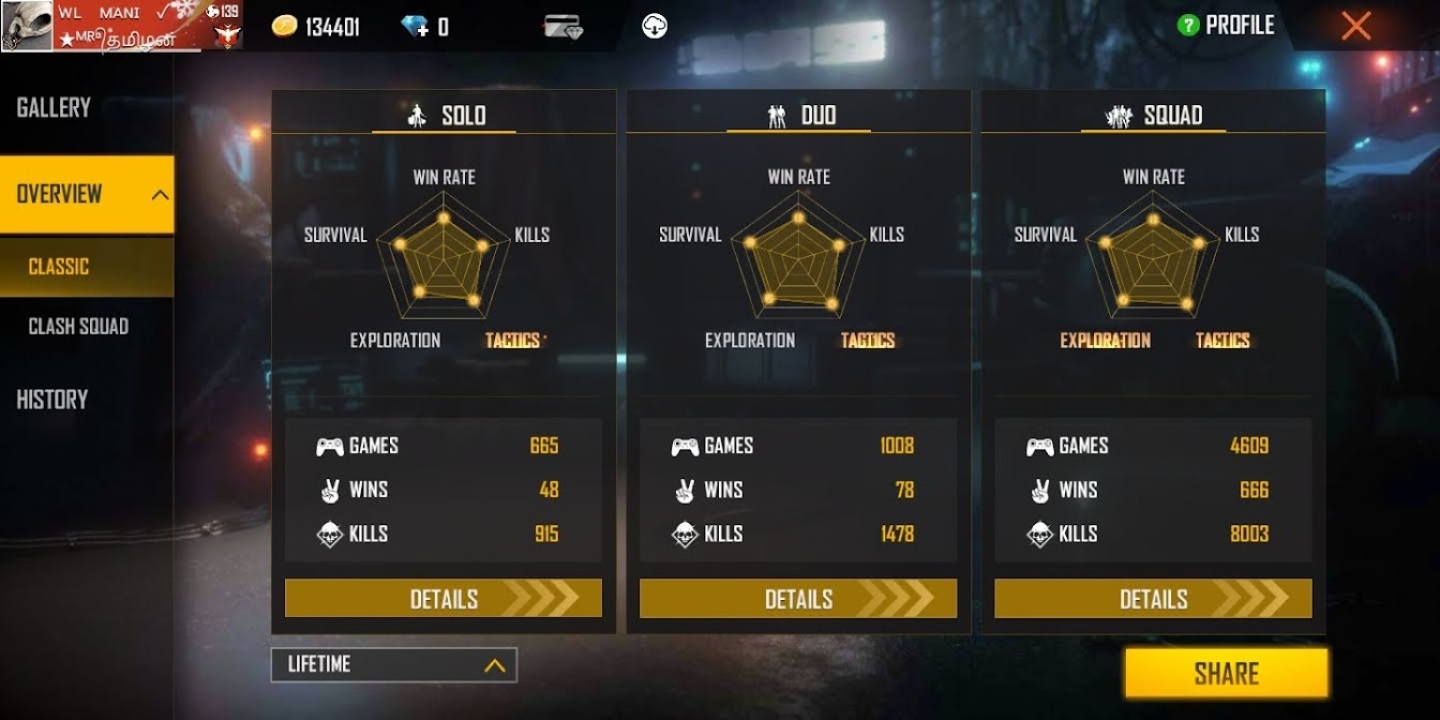 WL MANI ✓ 139
★MRཌதமிழன்
134401
0
? PROFILE
GALLERY
OVERVIEW
CLASSIC
CLASH SQUAD
HISTORY
SOLO
WIN RATE
SURVIVAL
KILLS
EXPLORATION
TACTICS
GAMES 665
WINS 48
KILLS 915
DETAILS
DUO
WIN RATE
SURVIVAL
KILLS
EXPLORATION
TACTICS
GAMES 1008
WINS 78
KILLS 1478
DETAILS
SQUAD
WIN RATE
SURVIVAL
KILLS
EXPLORATION
TACTICS
GAMES 4609
WINS 666
KILLS 8003
DETAILS
LIFETIME
SHARE